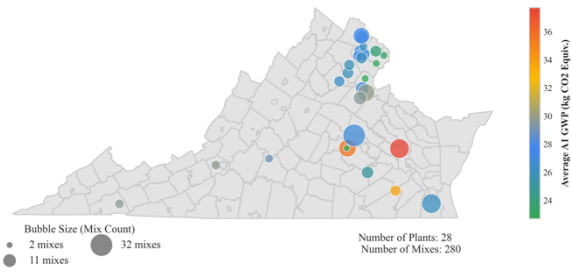 36
34
32
30
28
26
24
Average A1 GWP (kg CO2 Equiv.)
Bubble Size (Mix Count)
2 mixes
32 mixes
11 mixes
Number of Plants: 28
Number of Mixes: 280